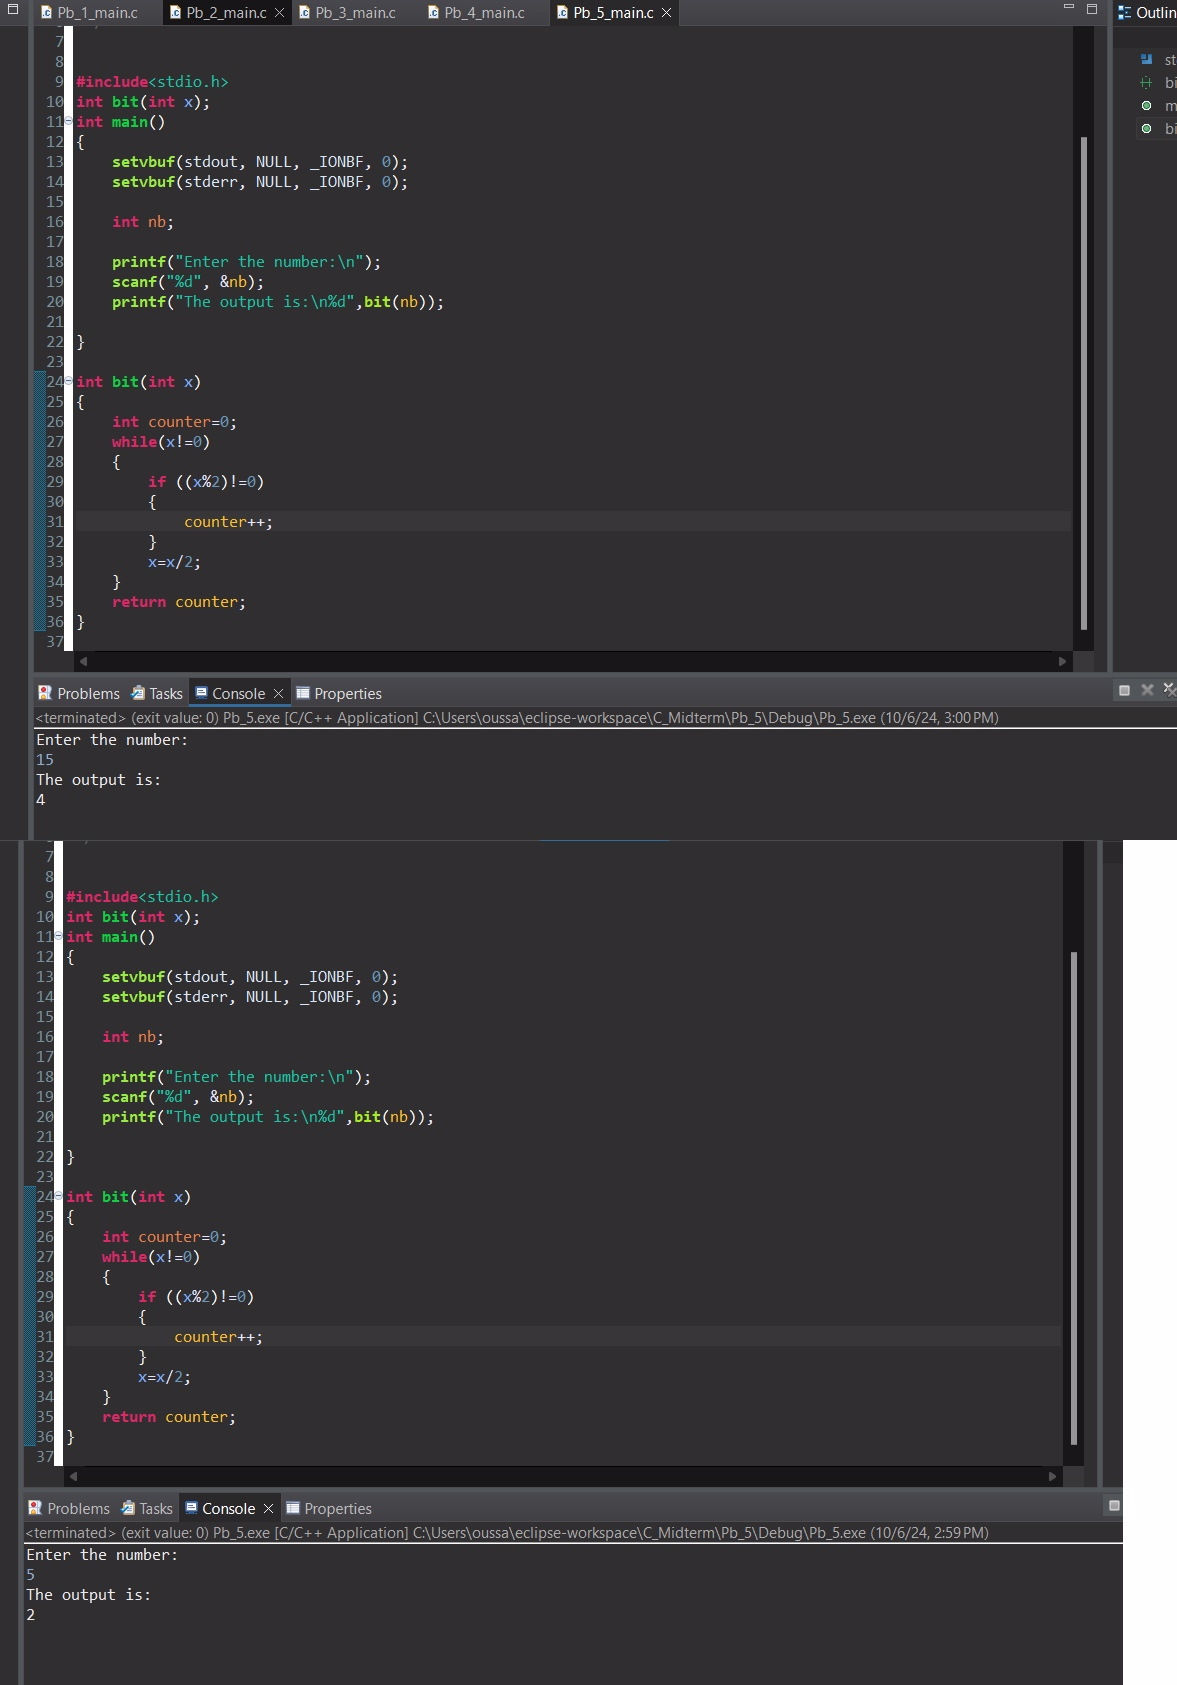 Pb_1_main.c Pb_2_main.c Pb_3_main.c Pb_4_main.c Pb_5_main.c
7
8
9 #include<stdio.h>
10 int bit(int x);
11 int main()
12 {
13     setvbuf(stdout, NULL, _IONBF, 0);
14     setvbuf(stderr, NULL, _IONBF, 0);
15
16     int nb;
17
18     printf("Enter the number:\n");
19     scanf("%d", &nb);
20     printf("The output is:\n%d",bit(nb));
21
22 }
23
24 int bit(int x)
25 {
26     int counter=0;
27     while(x!=0)
28     {
29         if ((x%2)!=0)
30         {
31             counter++;
32         }
33         x=x/2;
34     }
35     return counter;
36 }
37
Problems Tasks Console Properties
<terminated> (exit value: 0) Pb_5.exe [C/C++ Application] C:\Users\oussa\eclipse-workspace\C_Midterm\Pb_5\Debug\Pb_5.exe (10/6/24, 3:00 PM)
Enter the number:
15
The output is:
4
7
8
9 #include<stdio.h>
10 int bit(int x);
11 int main()
12 {
13     setvbuf(stdout, NULL, _IONBF, 0);
14     setvbuf(stderr, NULL, _IONBF, 0);
15
16     int nb;
17
18     printf("Enter the number:\n");
19     scanf("%d", &nb);
20     printf("The output is:\n%d",bit(nb));
21
22 }
23
24 int bit(int x)
25 {
26     int counter=0;
27     while(x!=0)
28     {
29         if ((x%2)!=0)
30         {
31             counter++;
32         }
33         x=x/2;
34     }
35     return counter;
36 }
37
Problems Tasks Console Properties
<terminated> (exit value: 0) Pb_5.exe [C/C++ Application] C:\Users\oussa\eclipse-workspace\C_Midterm\Pb_5\Debug\Pb_5.exe (10/6/24, 2:59 PM)
Enter the number:
5
The output is:
2